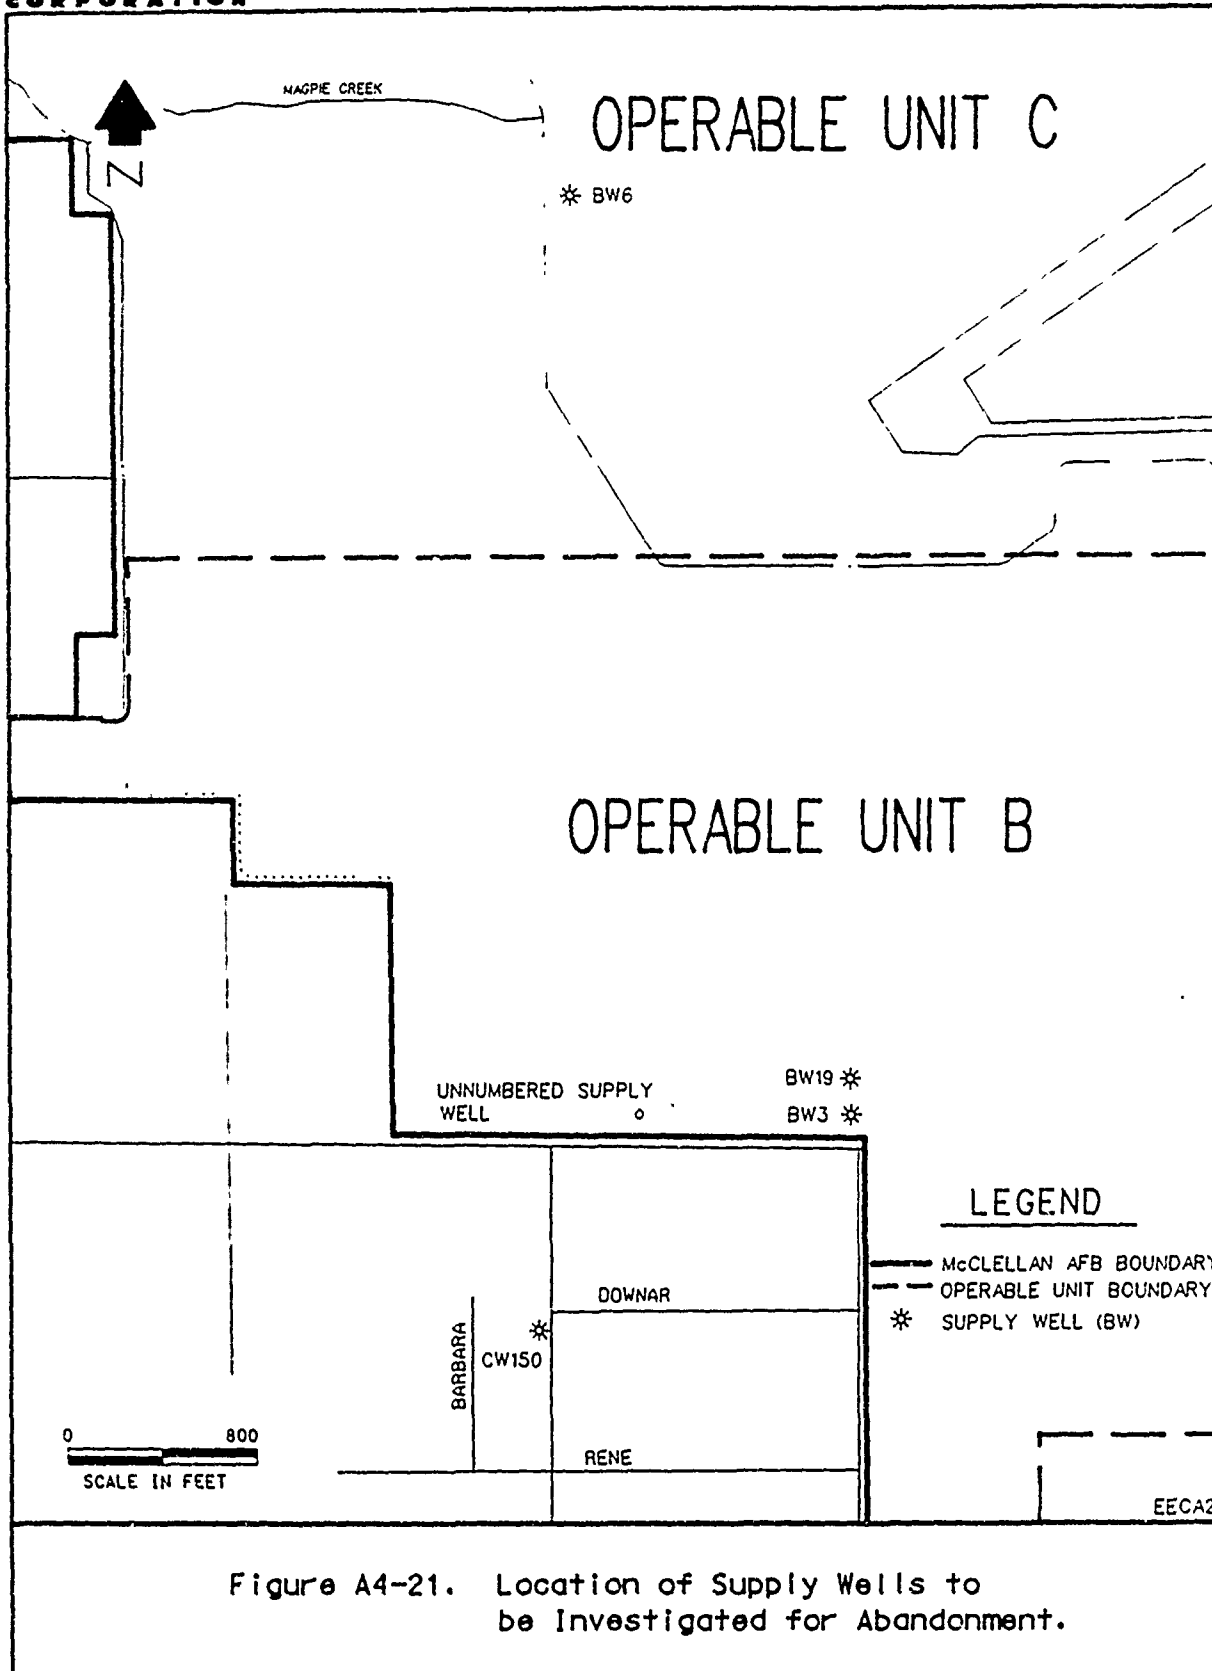 CORPORATION
MAGPIE CREEK
OPERABLE UNIT C
N
BW6
OPERABLE UNIT B
UNNUMBERED SUPPLY
WELL
BW19
BW3
LEGEND
McCLELLAN AFB BOUNDARY
OPERABLE UNIT BOUNDARY
SUPPLY WELL (BW)
DOWNAR
BARBARA
CW150
RENE
0 800
SCALE IN FEET
EECA2
Figure A4-21. Location of Supply Wells to
be Investigated for Abandonment.